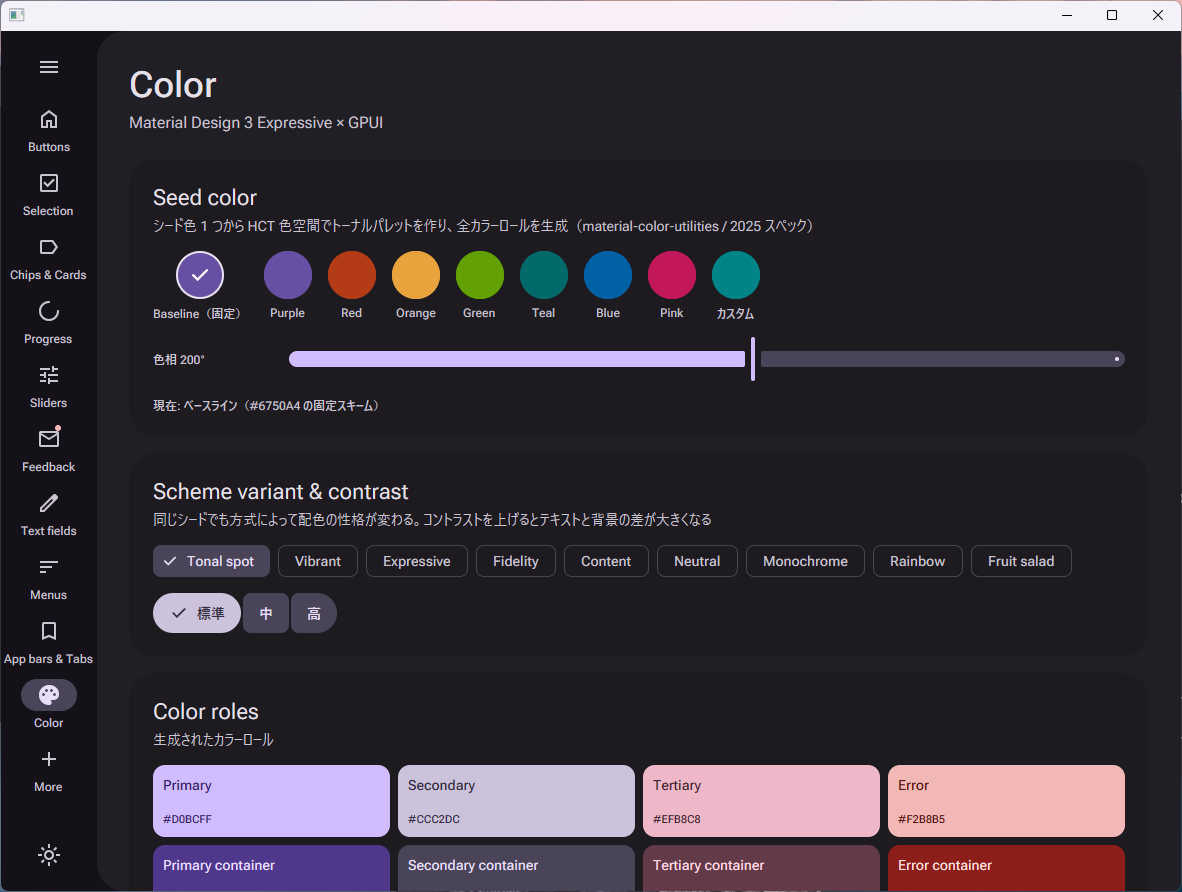 Color
Material Design 3 Expressive × GPUI
Buttons
Selection
Chips & Cards
Progress
Sliders
Feedback
Text fields
Menus
App bars & Tabs
Color
More
Seed color
シード色 1 つから HCT 色空間でトーナルパレットを作り、全カラーロールを生成（material-color-utilities / 2025 スペック）
Baseline（固定）
Purple
Red
Orange
Green
Teal
Blue
Pink
カスタム
色相 200°
現在: ベースライン（#6750A4 の固定スキーム）
Scheme variant & contrast
同じシードでも方式によって配色の性格が変わる。コントラストを上げるとテキストと背景の差が大きくなる
Tonal spot
Vibrant
Expressive
Fidelity
Content
Neutral
Monochrome
Rainbow
Fruit salad
標準
中
高
Color roles
生成されたカラーロール
Primary
#D0BCFF
Secondary
#CCC2DC
Tertiary
#EFB8C8
Error
#F2B8B5
Primary container
Secondary container
Tertiary container
Error container